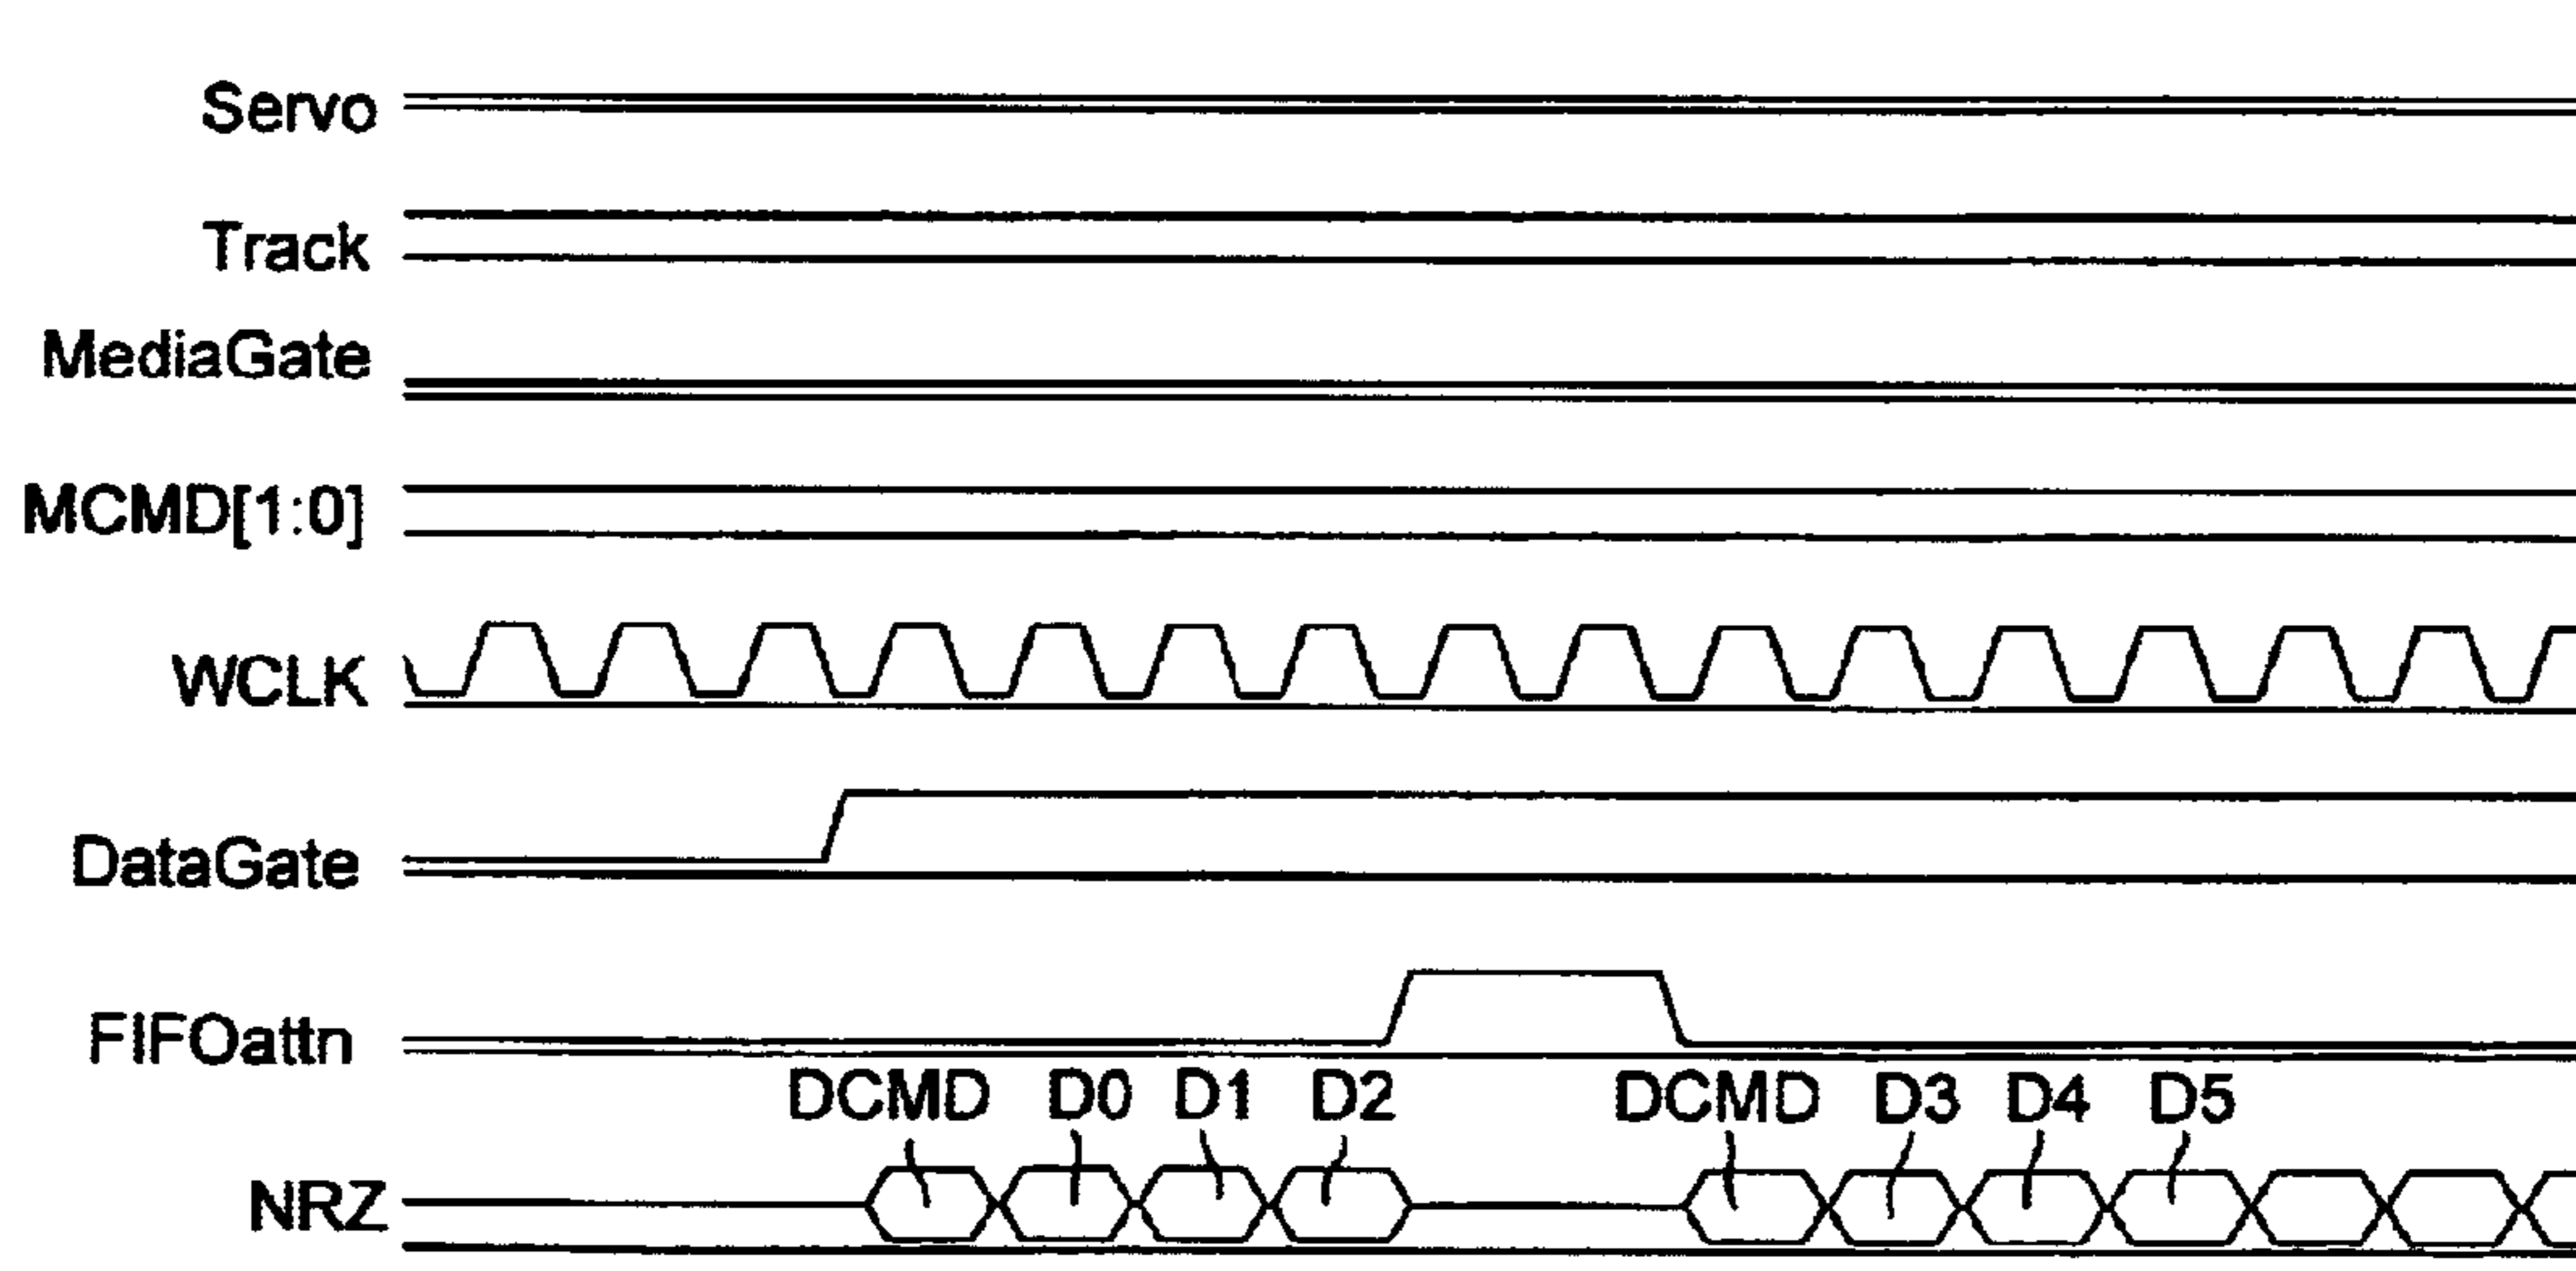 Servo
Track
MediaGate
MCMD[1:0]
WCLK
DataGate
FIFOattn
DCMD D0 D1 D2 DCMD D3 D4 D5
NRZ